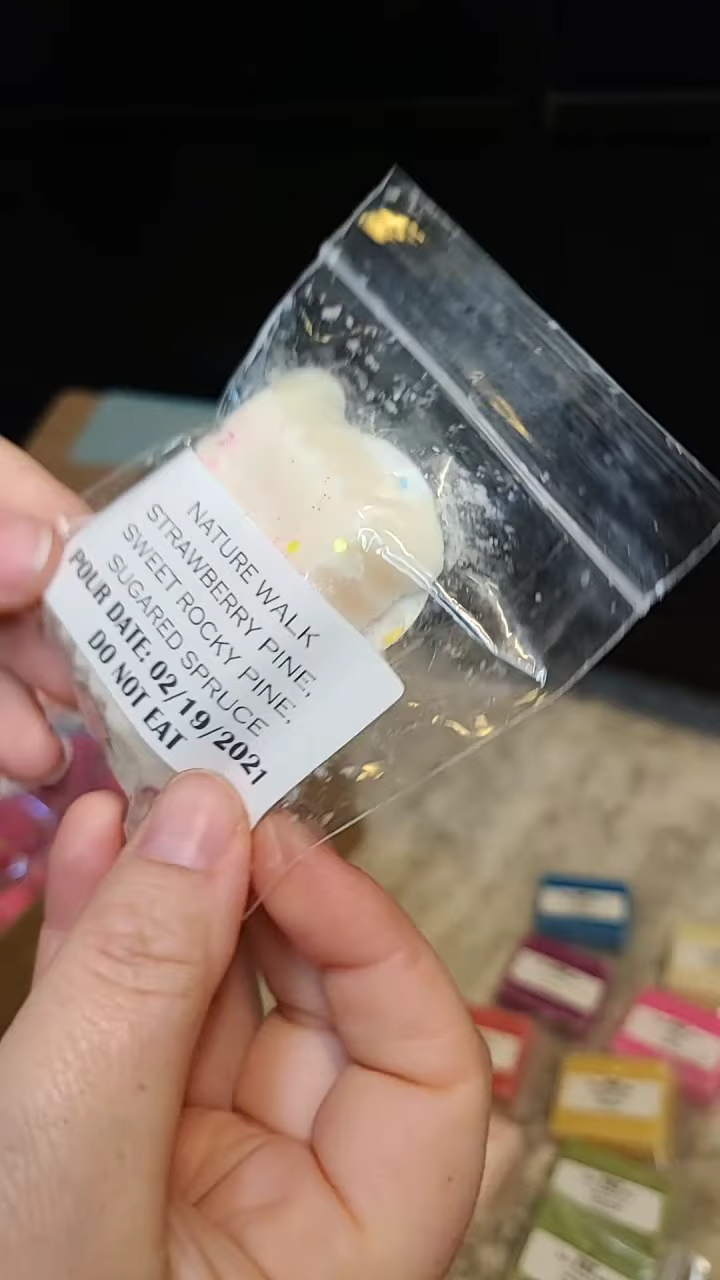 NATURE WALK
STRAWBERRY PINE,
SWEET ROCKY PINE,
SUGARED SPRUCE
POUR DATE: 02/19/2021
DO NOT EAT